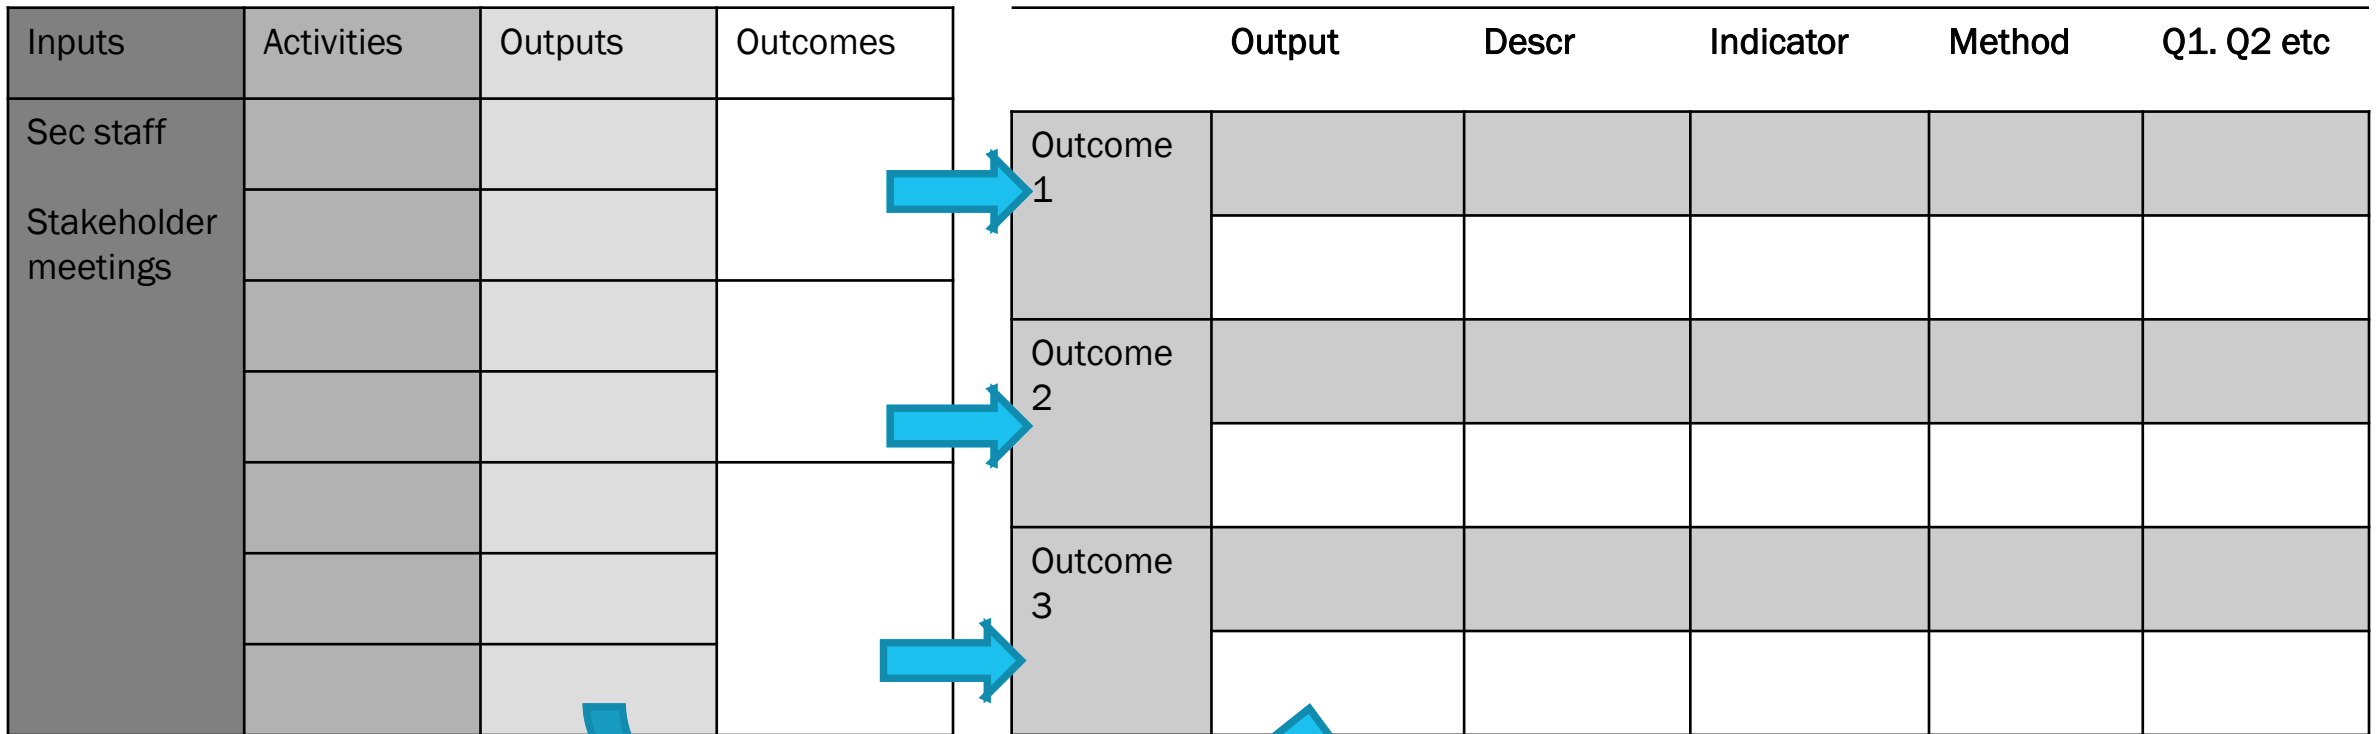 Inputs Activities Outputs Outcomes
Sec staff
Stakeholder
meetings
Output Descr Indicator Method Q1. Q2 etc
Outcome
1
Outcome
2
Outcome
3